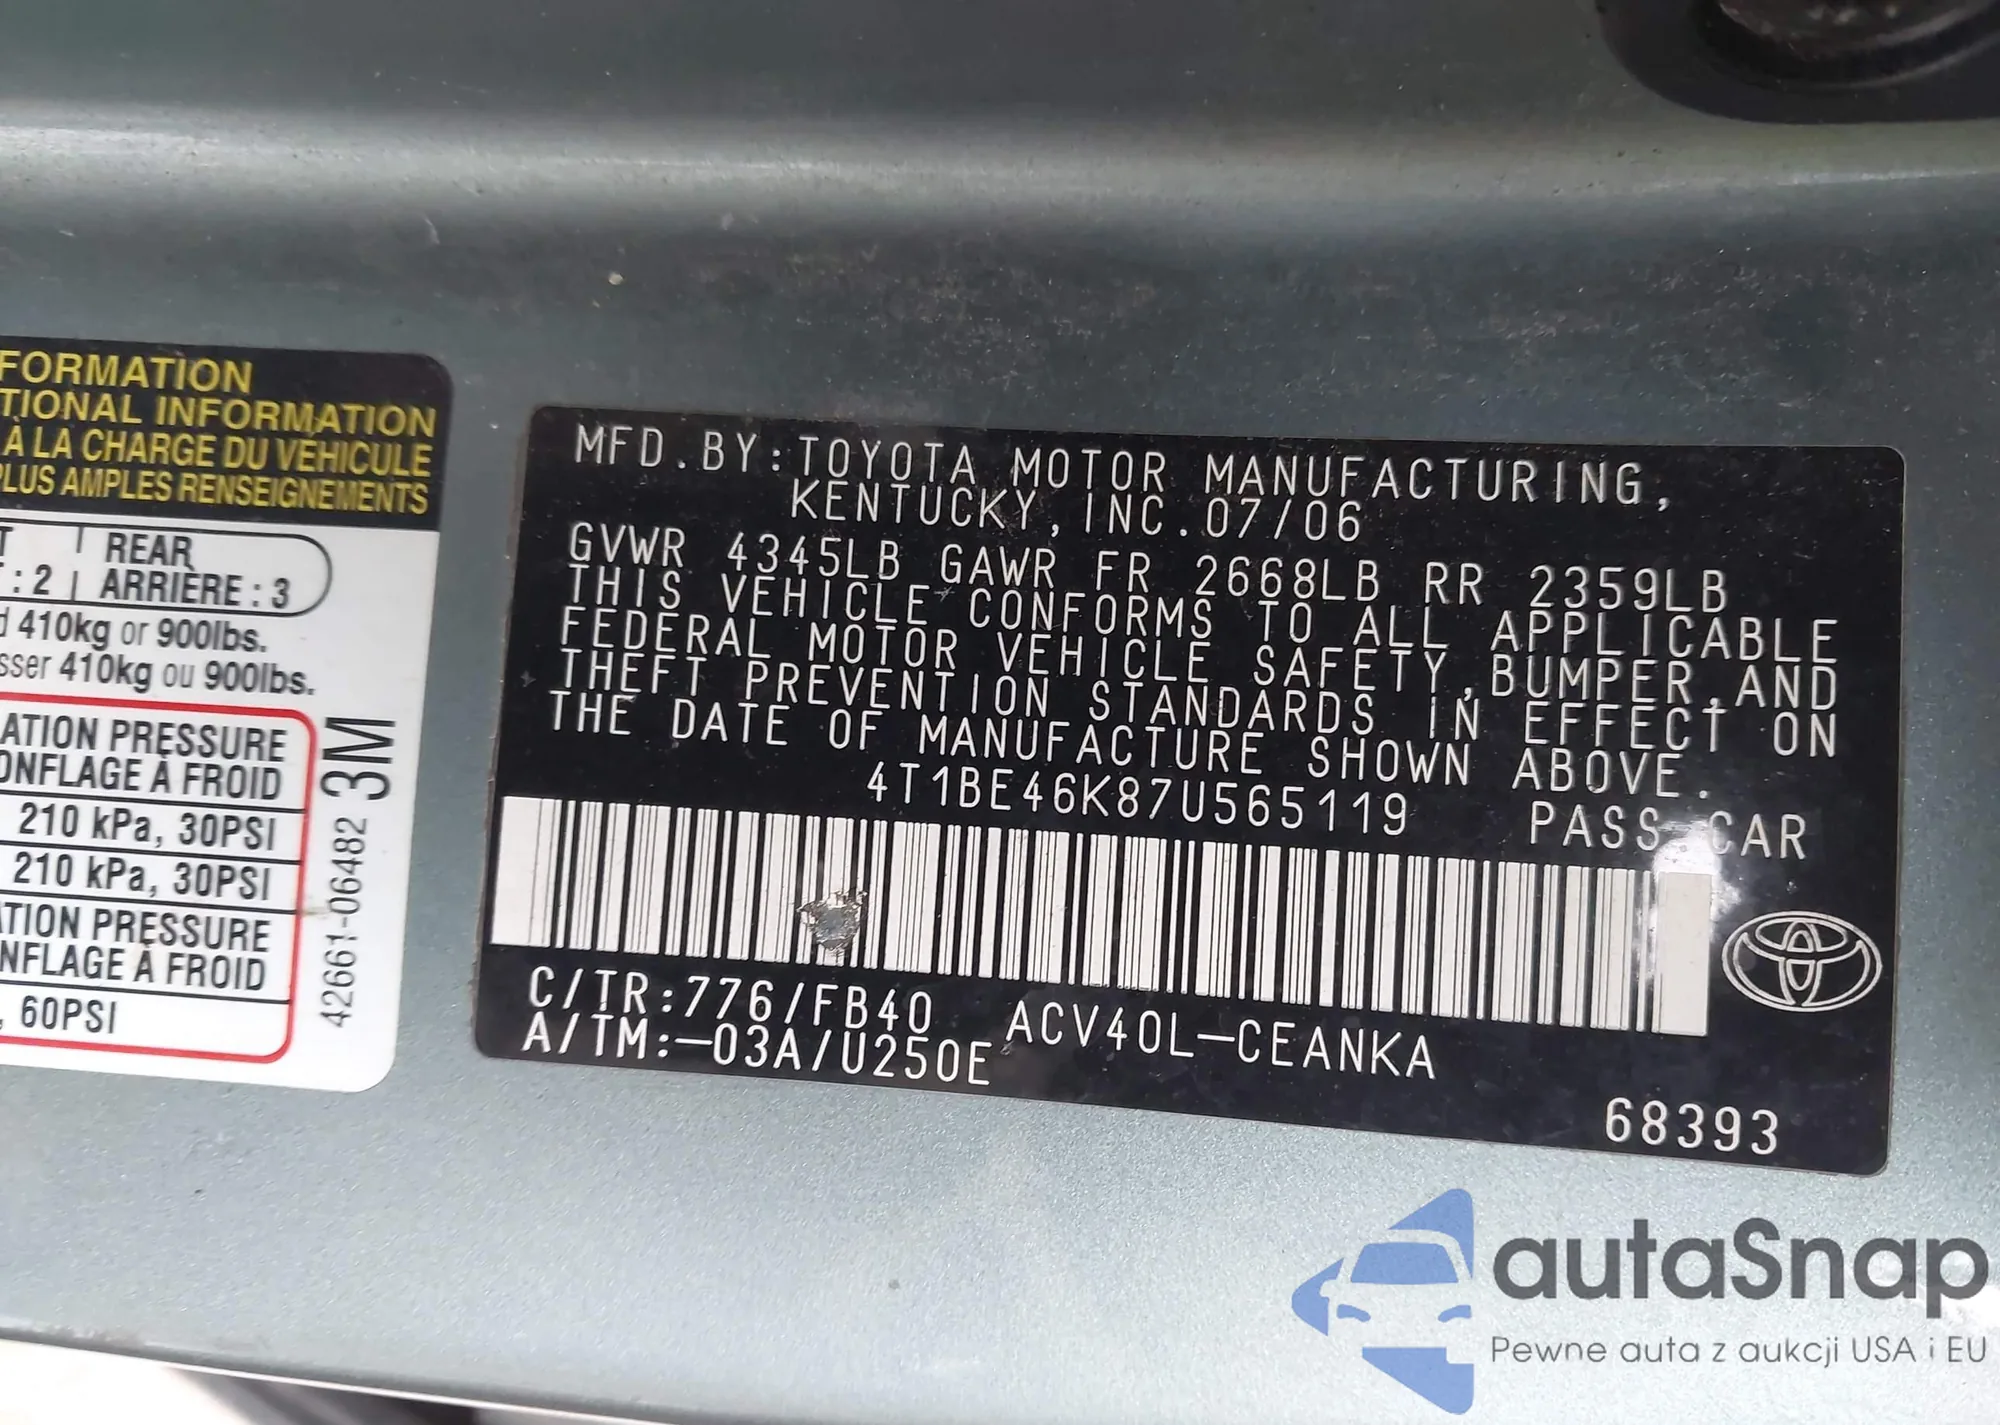 FORMATION
TIONAL INFORMATION
À LA CHARGE DU VÉHICULE
PLUS AMPLES RENSEIGNEMENTS
T REAR
: 2 ARRIÈRE : 3
d 410kg or 900lbs.
sser 410kg ou 900lbs.
ATION PRESSURE
ONFLAGE À FROID
210 kPa, 30PSI
210 kPa, 30PSI
ATION PRESSURE
NFLAGE À FROID
, 60PSI
42661-06482 3M
MFD.BY:TOYOTA MOTOR MANUFACTURING,
KENTUCKY,INC.07/06
GVWR 4345LB GAWR FR 2668LB RR 2359LB
THIS VEHICLE CONFORMS TO ALL APPLICABLE
FEDERAL MOTOR VEHICLE SAFETY,BUMPER,AND
THEFT PREVENTION STANDARDS IN EFFECT ON
THE DATE OF MANUFACTURE SHOWN ABOVE.
4T1BE46K87U565119 PASS.CAR
C/TR:776/FB40 ACV40L-CEANKA
A/TM:-03A/U250E
68393
autaSnap
Pewne auta z aukcji USA i EU